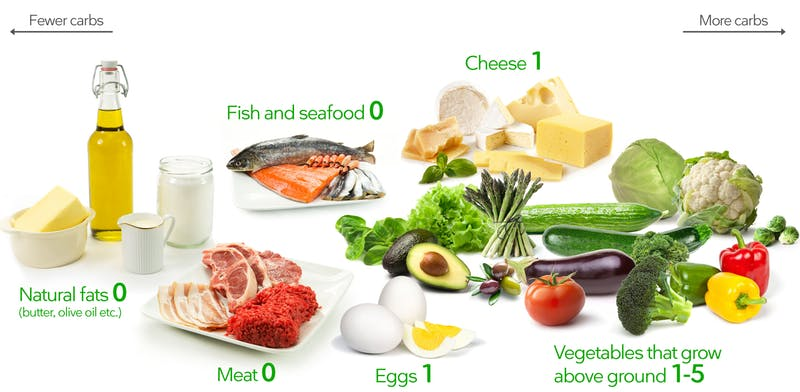 Fewer carbs
More carbs
Cheese 1
Fish and seafood 0
Natural fats 0
(butter, olive oil etc.)
Meat 0
Eggs 1
Vegetables that grow
above ground 1-5